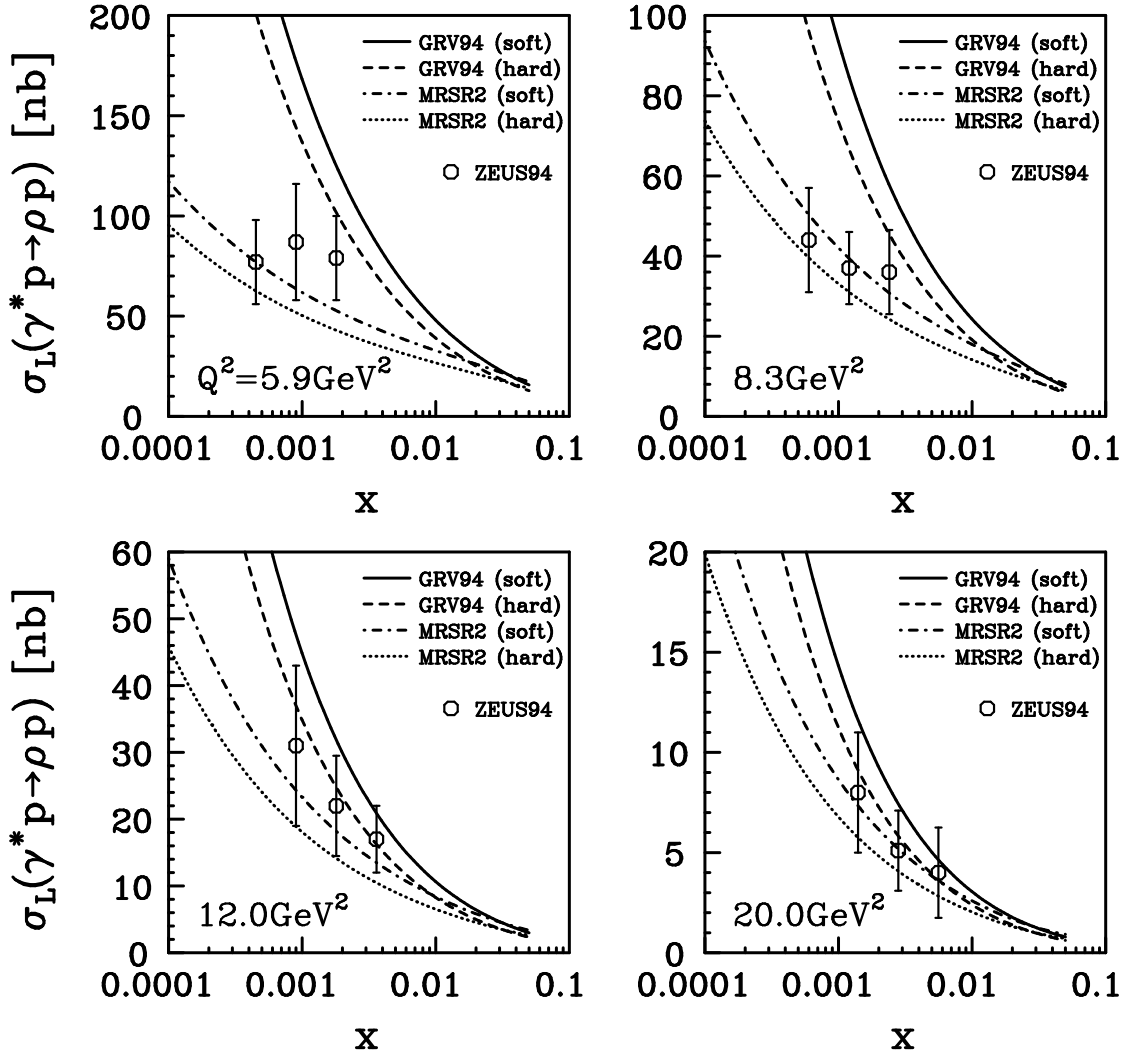 σL(γ*p→ρp) [nb]
200
150
100
50
0
GRV94 (soft)
GRV94 (hard)
MRSR2 (soft)
MRSR2 (hard)
ZEUS94
Q²=5.9GeV²
0.0001 0.001 0.01 0.1
x
100
80
60
40
20
0
GRV94 (soft)
GRV94 (hard)
MRSR2 (soft)
MRSR2 (hard)
ZEUS94
8.3GeV²
0.0001 0.001 0.01 0.1
x
σL(γ*p→ρp) [nb]
60
50
40
30
20
10
0
GRV94 (soft)
GRV94 (hard)
MRSR2 (soft)
MRSR2 (hard)
ZEUS94
12.0GeV²
0.0001 0.001 0.01 0.1
x
20
15
10
5
0
GRV94 (soft)
GRV94 (hard)
MRSR2 (soft)
MRSR2 (hard)
ZEUS94
20.0GeV²
0.0001 0.001 0.01 0.1
x